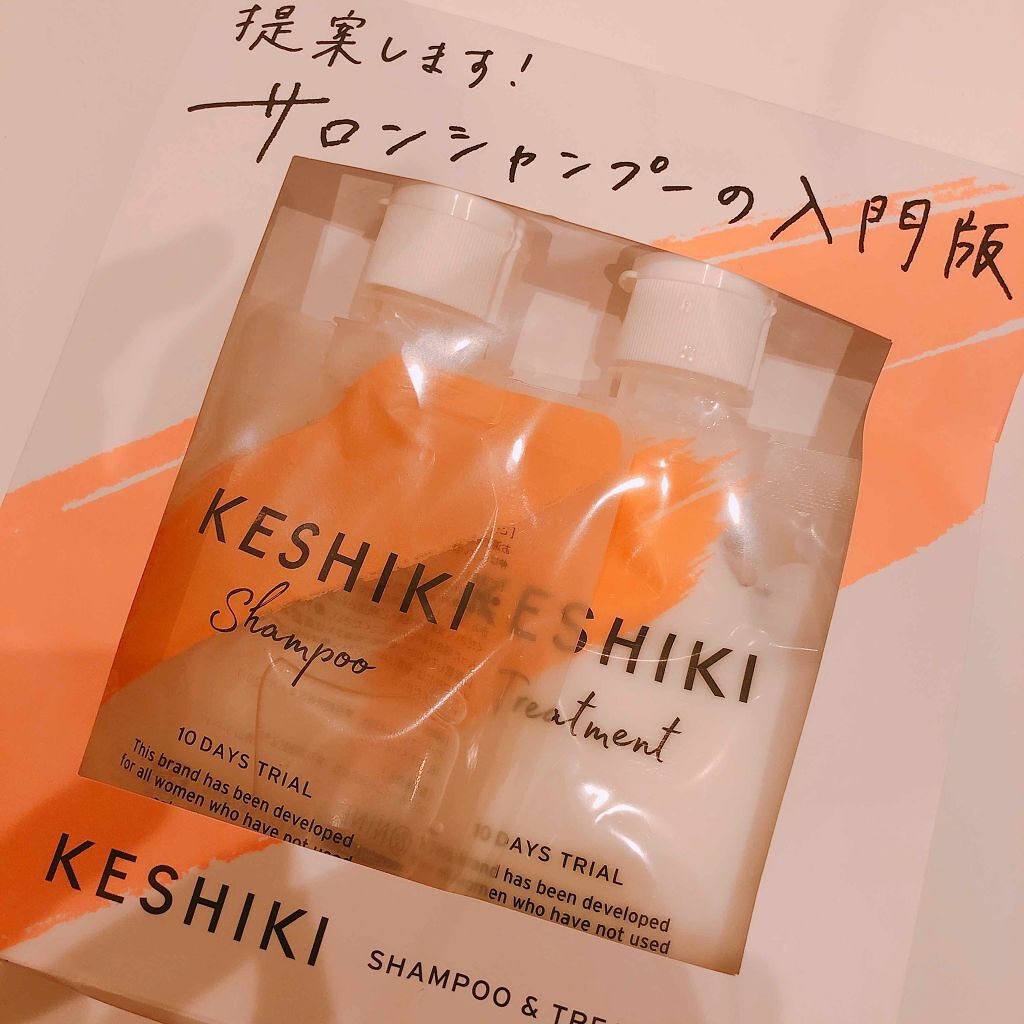 提案します!
サロンシャンプーの入門版
KESHIKI
Shampoo
10 DAYS TRIAL
This brand has been developed
for all women who have not used
KESHIKI
Treatment
10 DAYS TRIAL
brand has been developed
women who have not used
KESHIKI
SHAMPOO & TRE